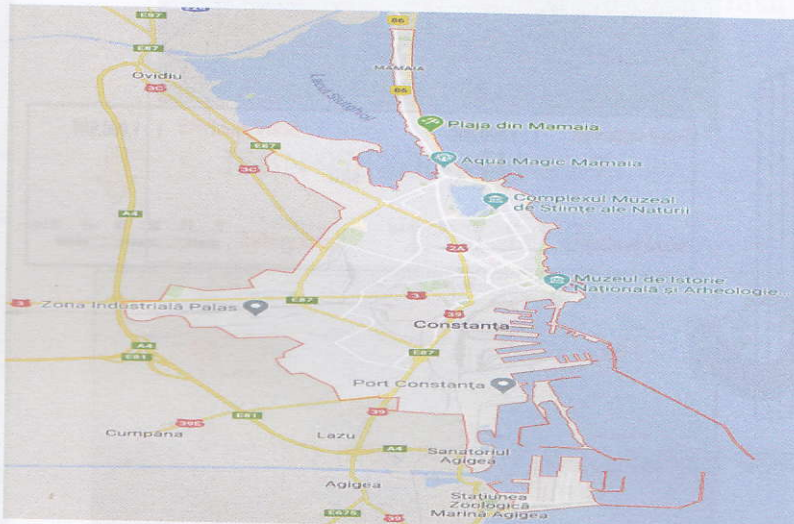 86
E87
E87
Ovidiu
3C
MAMAIA
86
Lacul Siutghiol
Plaja din Mamaia
E87
Aqua Magic Mamaia
3C
Complexul Muzeal
de Științe ale Naturii
A4
2A
Muzeul de Istorie
Națională și Arheologie...
3
Zona Industrială Palas
E87
3
39
Constanța
A4
E81
E87
Port Constanța
39E
E81
39
Cumpăna
Lazu
A4
Sanatoriul
Agigea
Agigea
Stațiunea
Zoologică
Marină Agigea
E675
39